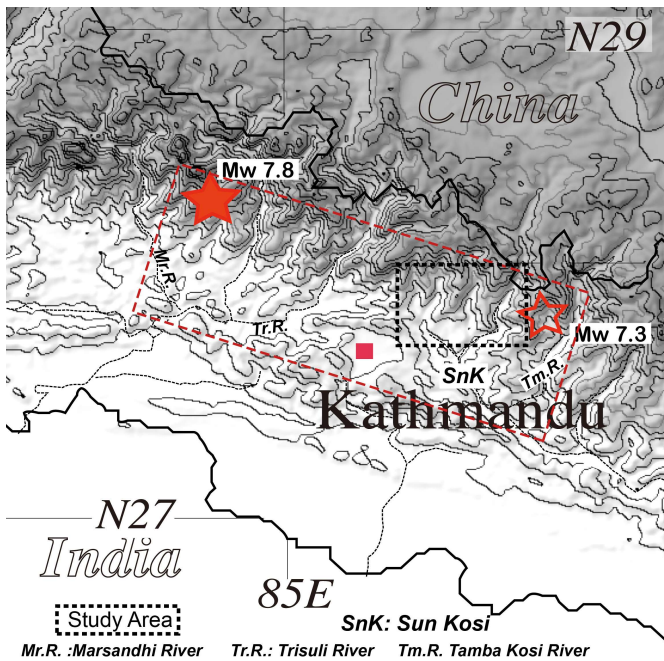 N29
China
Mw 7.8
Mr.R.
Tr.R.
Mw 7.3
SnK
Tm.R.
Kathmandu
N27
India
85E
Study Area
SnK: Sun Kosi
Mr.R. :Marsandhi River Tr.R.: Trisuli River Tm.R. Tamba Kosi River